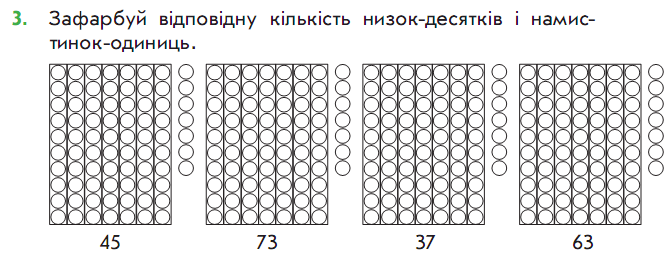 3. Зафарбуй відповідну кількість низок-десятків і намис-
тинок-одиниць.
45 73 37 63